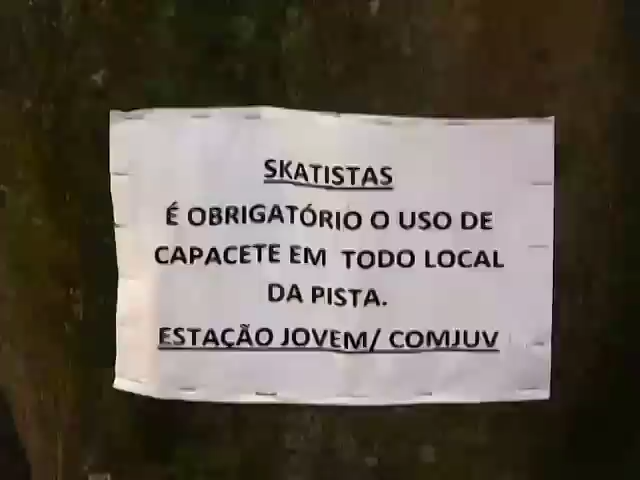 SKATISTAS
É OBRIGATÓRIO O USO DE
CAPACETE EM TODO LOCAL
DA PISTA.
ESTAÇÃO JOVEM/ COMJUV